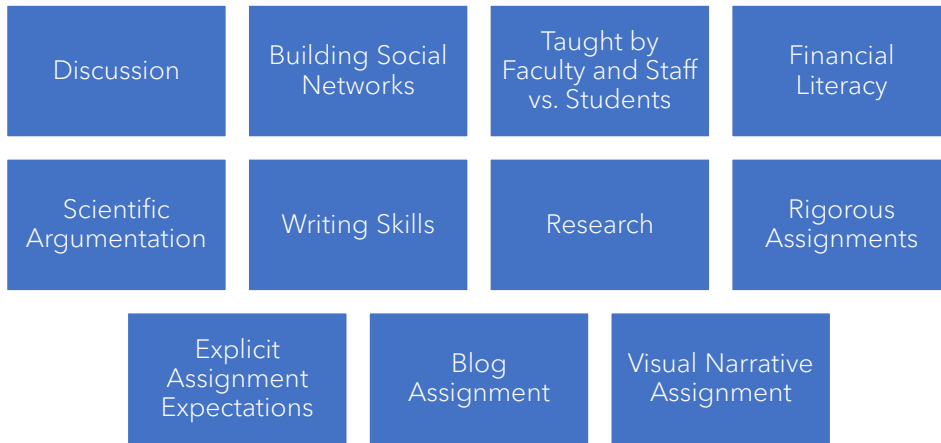 Discussion
Building Social
Networks
Taught by
Faculty and Staff
vs. Students
Financial
Literacy
Scientific
Argumentation
Writing Skills
Research
Rigorous
Assignments
Explicit
Assignment
Expectations
Blog
Assignment
Visual Narrative
Assignment